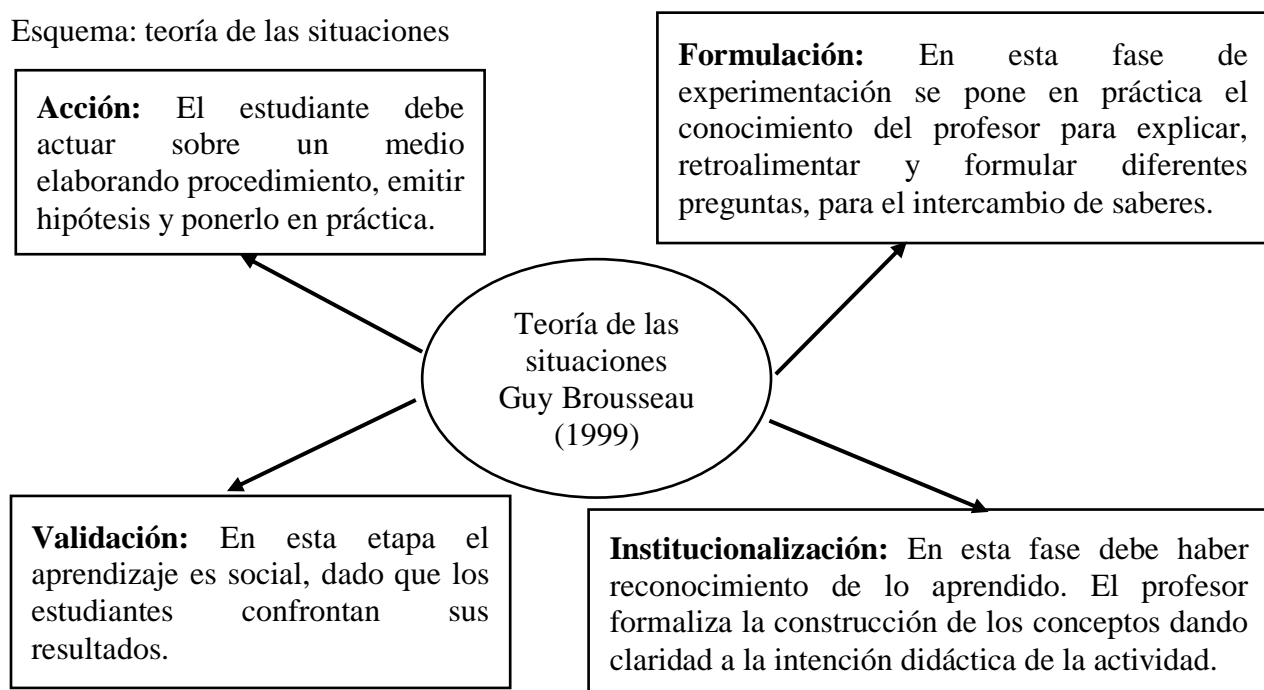 Esquema: teoría de las situaciones
Acción: El estudiante debe
actuar sobre un medio
elaborando procedimiento, emitir
hipótesis y ponerlo en práctica.
Formulación: En esta fase de
experimentación se pone en práctica el
conocimiento del profesor para explicar,
retroalimentar y formular diferentes
preguntas, para el intercambio de saberes.
Teoría de las
situaciones
Guy Brousseau
(1999)
Validación: En esta etapa el
aprendizaje es social, dado que los
estudiantes confrontan sus
resultados.
Institucionalización: En esta fase debe haber
reconocimiento de lo aprendido. El profesor
formaliza la construcción de los conceptos dando
claridad a la intención didáctica de la actividad.